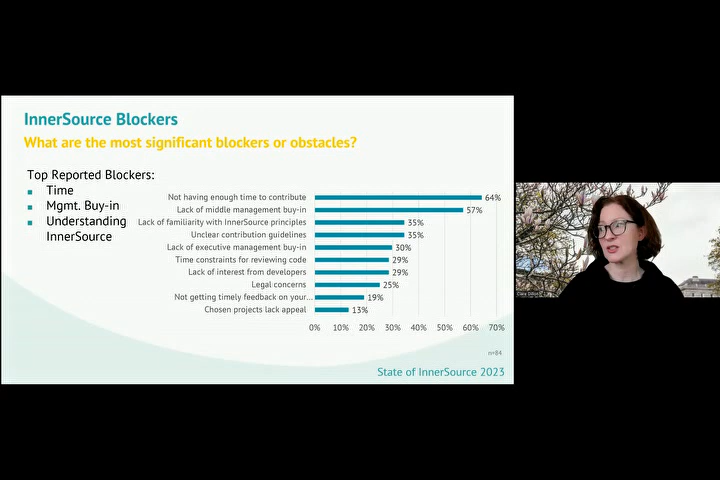 InnerSource Blockers
What are the most significant blockers or obstacles?
Top Reported Blockers:
Time
Mgmt. Buy-in
Understanding
InnerSource
Not having enough time to contribute 64%
Lack of middle management buy-in 57%
Lack of familiarity with InnerSource principles 35%
Unclear contribution guidelines 35%
Lack of executive management buy-in 30%
Time constraints for reviewing code 29%
Lack of interest from developers 29%
Legal concerns 25%
Not getting timely feedback on your... 19%
Chosen projects lack appeal 13%
0% 10% 20% 30% 40% 50% 60% 70%
n=84
State of InnerSource 2023